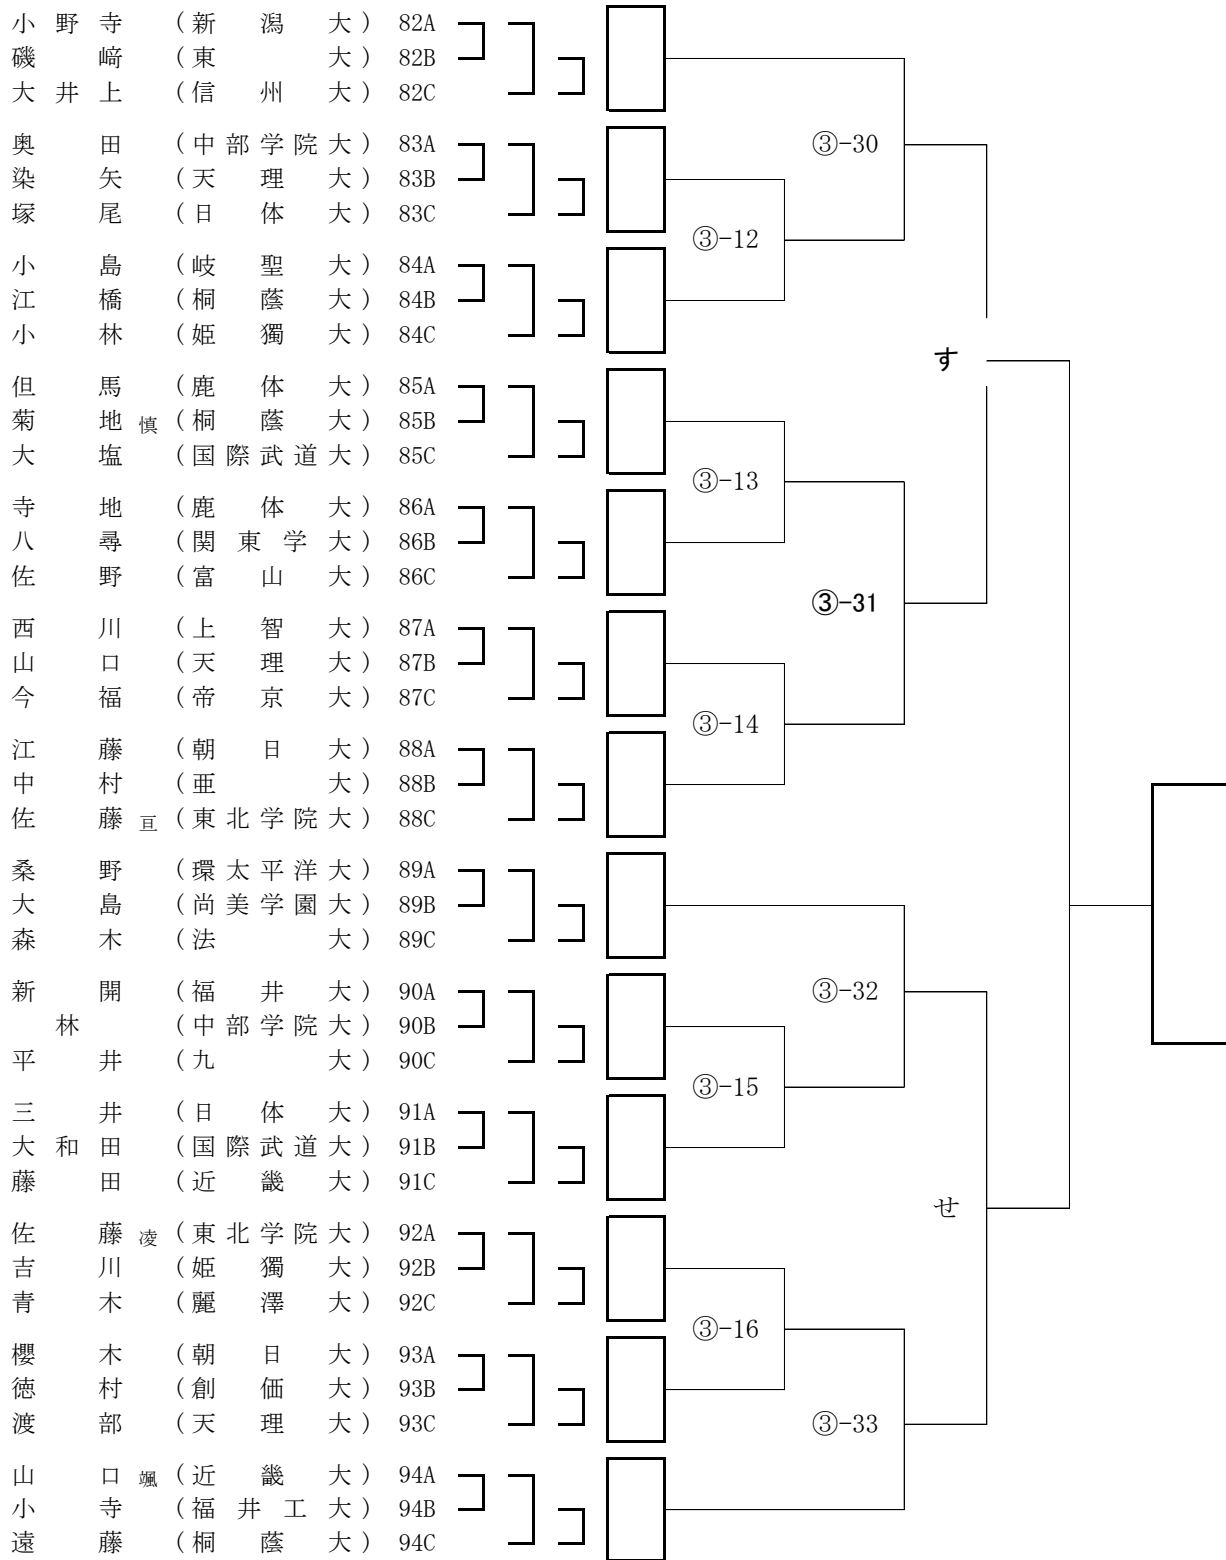 小野寺 （新潟大） 82A
磯﨑 （東大） 82B
大井上 （信州大） 82C
奥田 （中部学院大） 83A
③-30
染矢 （天理大） 83B
塚尾 （日体大） 83C
③-12
小島 （岐聖大） 84A
江橋 （桐蔭大） 84B
小林 （姫獨大） 84C
す
但馬 （鹿体大） 85A
菊地慎 （桐蔭大） 85B
大塩 （国際武道大） 85C
③-13
寺地 （鹿体大） 86A
八尋 （関東学大） 86B
佐野 （富山大） 86C
③-31
西川 （上智大） 87A
山口 （天理大） 87B
今福 （帝京大） 87C
③-14
江藤 （朝日大） 88A
中村 （亜大） 88B
佐藤亘 （東北学院大） 88C
桑野 （環太平洋大） 89A
大島 （尚美学園大） 89B
森木 （法大） 89C
新開 （福井大） 90A
③-32
林 （中部学院大） 90B
平井 （九大） 90C
③-15
三井 （日体大） 91A
大和田 （国際武道大） 91B
藤田 （近畿大） 91C
せ
佐藤凌 （東北学院大） 92A
吉川 （姫獨大） 92B
青木 （麗澤大） 92C
③-16
櫻木 （朝日大） 93A
徳村 （創価大） 93B
渡部 （天理大） 93C
③-33
山口颯 （近畿大） 94A
小寺 （福井工大） 94B
遠藤 （桐蔭大） 94C